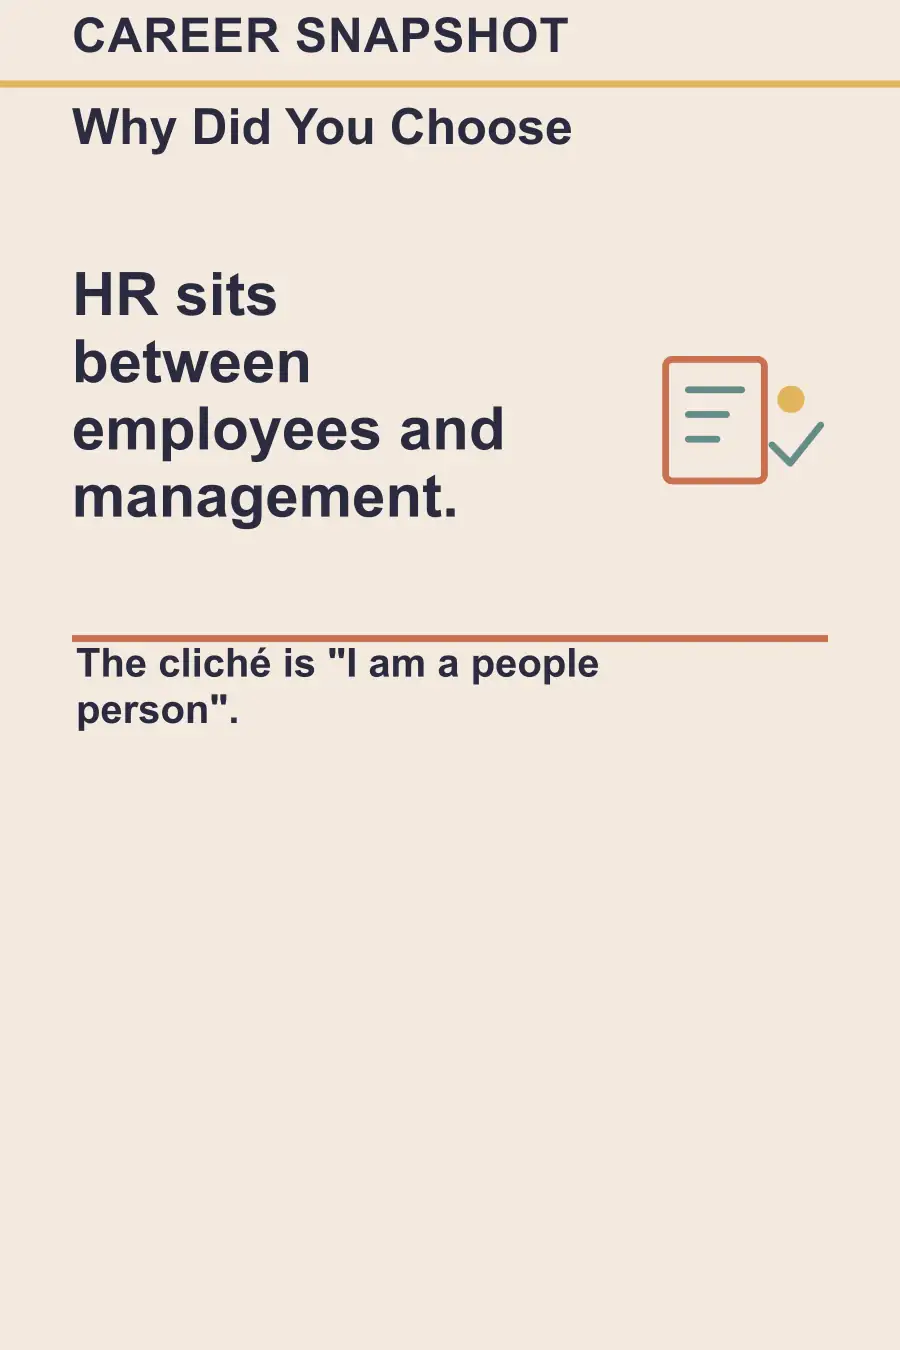 CAREER SNAPSHOT
Why Did You Choose
HR sits
between
employees and
management.
The cliché is "I am a people
person".